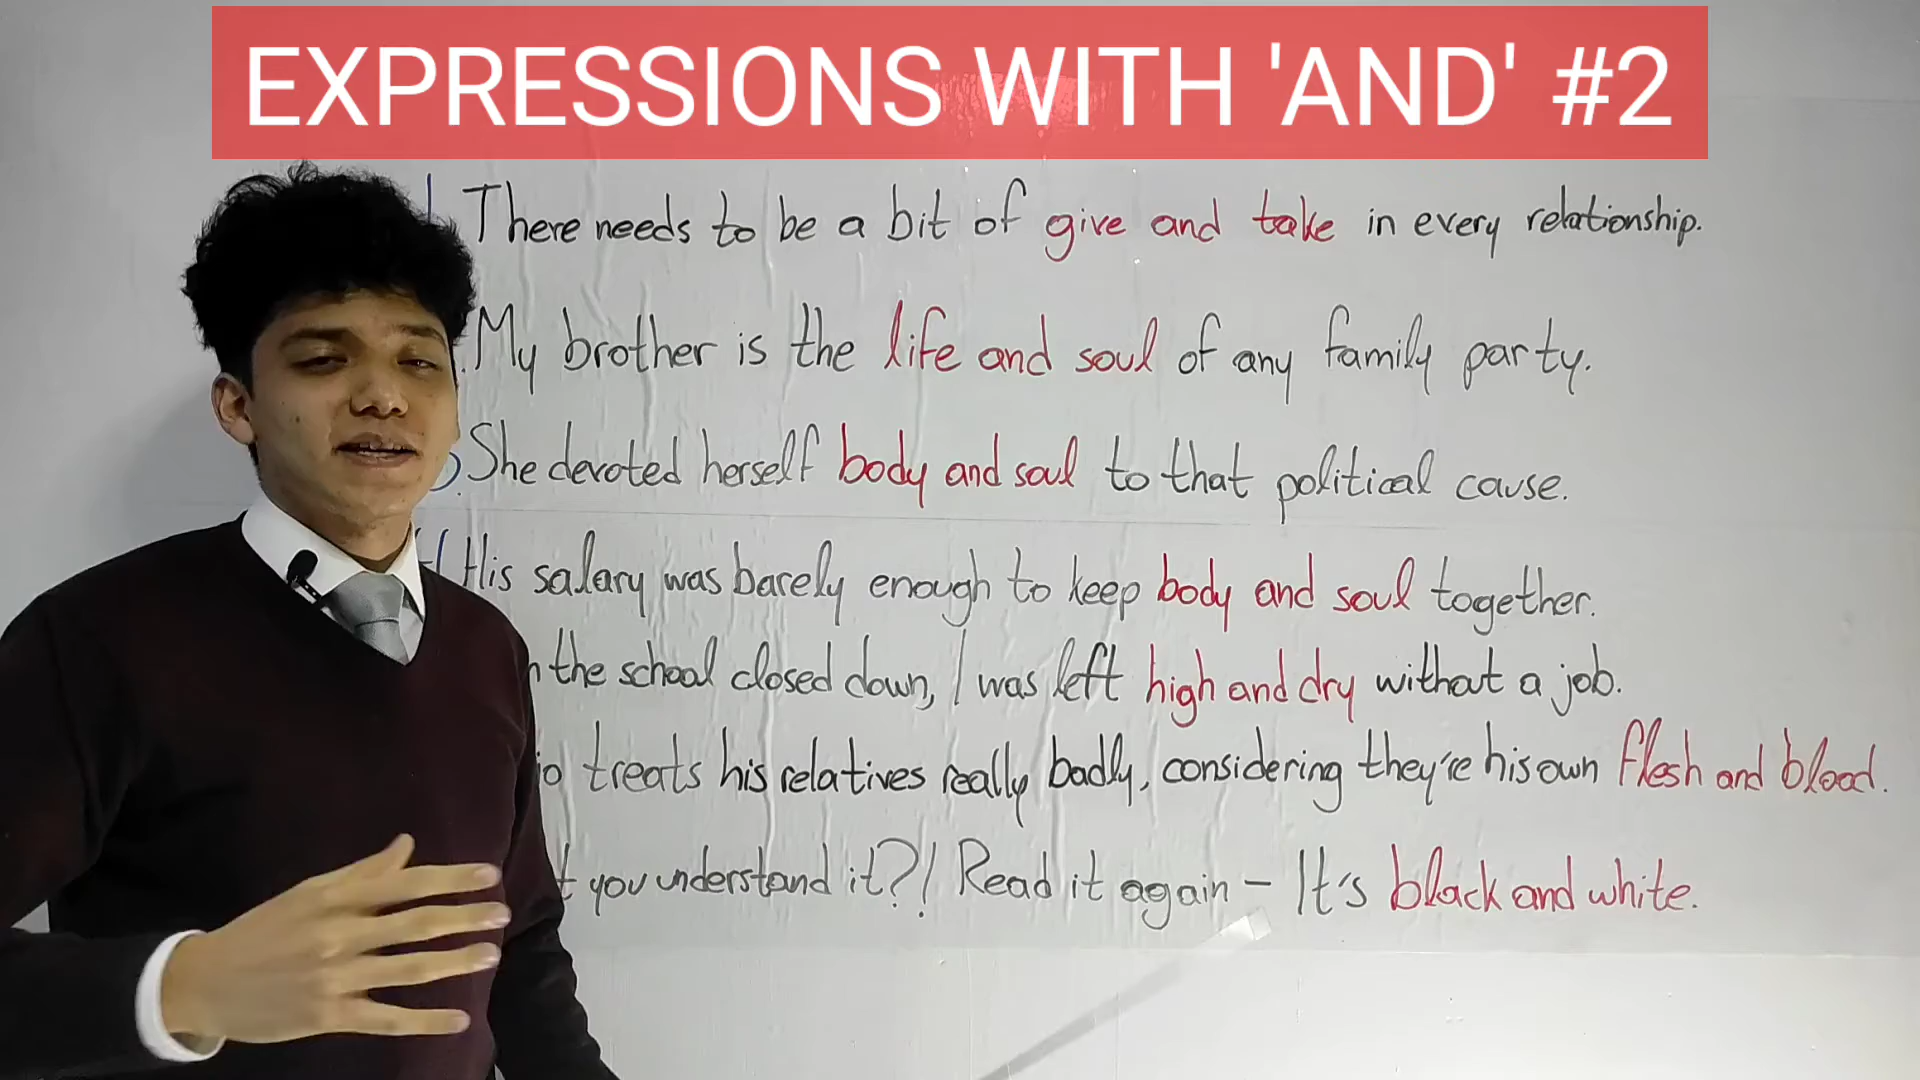 EXPRESSIONS WITH 'AND' #2
There needs to be a bit of give and take in every relationship.
My brother is the life and soul of any family party.
She devoted herself body and soul to that political cause.
His salary was barely enough to keep body and soul together.
the school closed down, I was left high and dry without a job.
treats his relatives really badly, considering they're his own flesh and blood.
you understand it?! Read it again – It's black and white.